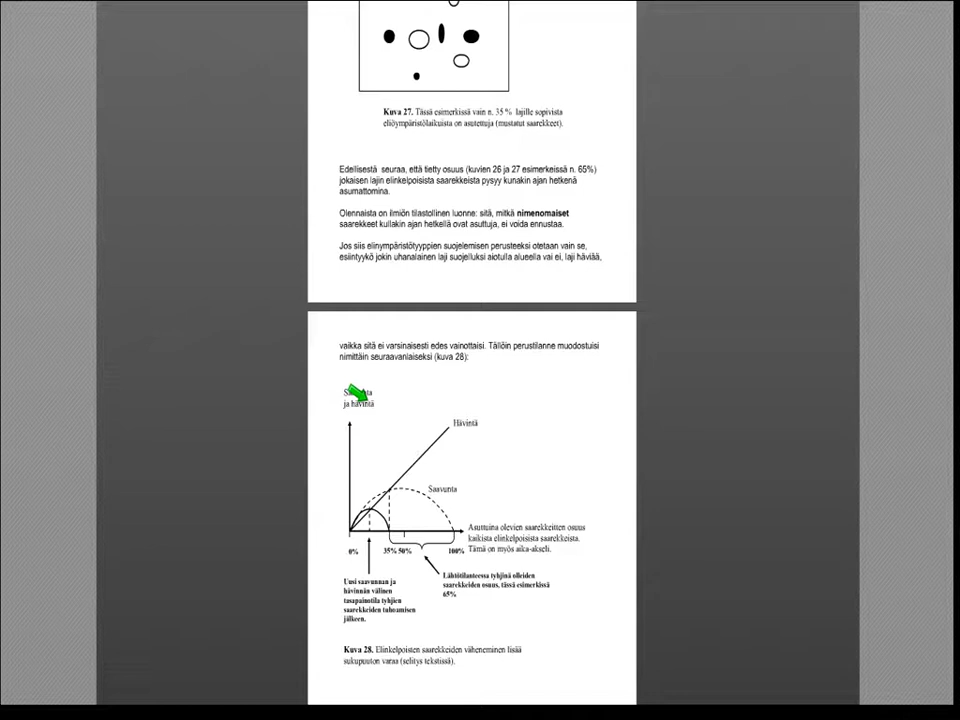 Kuva 27. Tässä esimerkissä vain n. 35 % lajille sopivista
eliöympäristölaikuista on asutettuja (mustatut saarekkeet).
Edellisestä seuraa, että tietty osuus (kuvien 26 ja 27 esimerkeissä n. 65%)
jokaisen lajin elinkelpoisista saarekkeista pysyy kunakin ajan hetkenä
asumattomina.
Olennaista on ilmiön tilastollinen luonne: sitä, mitkä nimenomaiset
saarekkeet kullakin ajan hetkellä ovat asuttuja, ei voida ennustaa.
Jos siis elinympäristötyyppien suojelemisen perusteeksi otetaan vain se,
esiintyykö jokin uhanalainen laji suojelluksi aiotulla alueella vai ei, laji häviää,
vaikka sitä ei varsinaisesti edes vainottaisi. Tällöin perustilanne muodostuisi
nimittäin seuraavanlaiseksi (kuva 28):
ja hävintä
Hävintä
Saavunta
Asuttuina olevien saarekkeitten osuus
kaikista elinkelpoisista saarekkeista.
Tämä on myös aika-akseli.
0% 35% 50% 100%
Uusi saavunnan ja
hävinnän välinen
tasapainotila tyhjien
saarekkeiden tuhoamisen
jälkeen.
Lähtötilanteessa tyhjinä olleiden
saarekkeiden osuus, tässä esimerkissä
65%
Kuva 28. Elinkelpoisten saarekkeiden väheneminen lisää
sukupuuton varaa (selitys tekstissä).